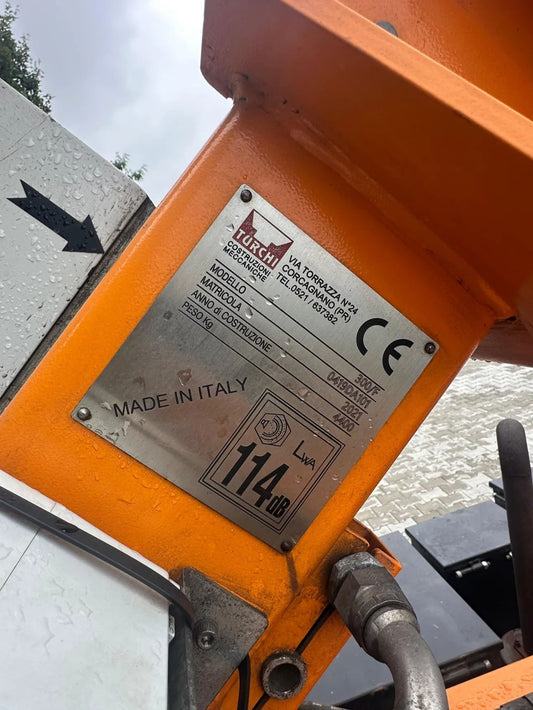 TURCHI
COSTRUZIONI
MECCANICHE
VIA TORRAZZA N°24
CORCAGNANO (PR)
TEL.0521 / 637382
CE
MODELLO 300/F
MATRICOLA 0419DA101
ANNO di COSTRUZIONE 2021
PESO Kg 4400
MADE IN ITALY
LWA
114dB